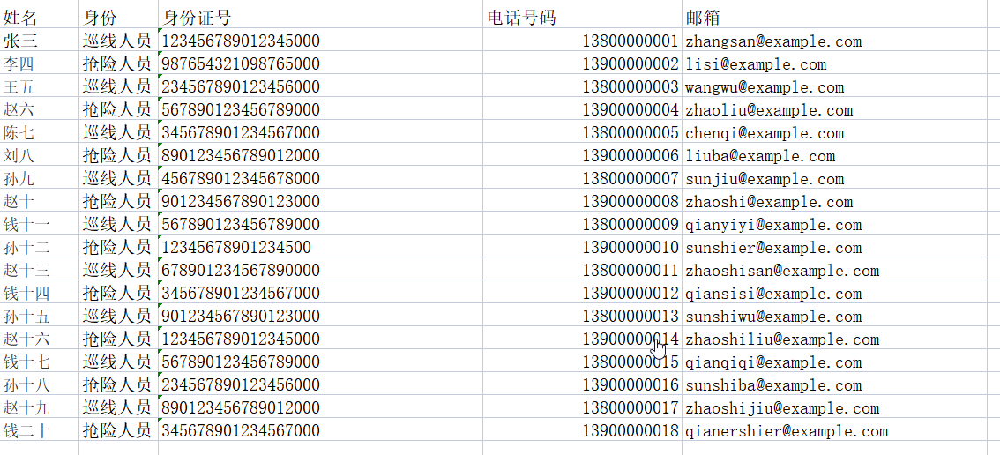 姓名 身份 身份证号 电话号码 邮箱
张三 巡线人员 123456789012345000 13800000001 zhangsan@example.com
李四 抢险人员 987654321098765000 13900000002 lisi@example.com
王五 巡线人员 234567890123456000 13800000003 wangwu@example.com
赵六 抢险人员 567890123456789000 13900000004 zhaoliu@example.com
陈七 巡线人员 345678901234567000 13800000005 chenqi@example.com
刘八 抢险人员 890123456789012000 13900000006 liuba@example.com
孙九 巡线人员 456789012345678000 13800000007 sunjiu@example.com
赵十 抢险人员 901234567890123000 13900000008 zhaoshi@example.com
钱十一 巡线人员 567890123456789000 13800000009 qianyiyi@example.com
孙十二 抢险人员 12345678901234500 13900000010 sunshier@example.com
赵十三 巡线人员 678901234567890000 13800000011 zhaoshisan@example.com
钱十四 抢险人员 345678901234567000 13900000012 qiansisi@example.com
孙十五 巡线人员 901234567890123000 13800000013 sunshiwu@example.com
赵十六 抢险人员 123456789012345000 13900000014 zhaoshiliu@example.com
钱十七 巡线人员 567890123456789000 13800000015 qianqiqi@example.com
孙十八 抢险人员 234567890123456000 13900000016 sunshiba@example.com
赵十九 巡线人员 890123456789012000 13800000017 zhaoshijiu@example.com
钱二十 抢险人员 345678901234567000 13900000018 qianershier@example.com